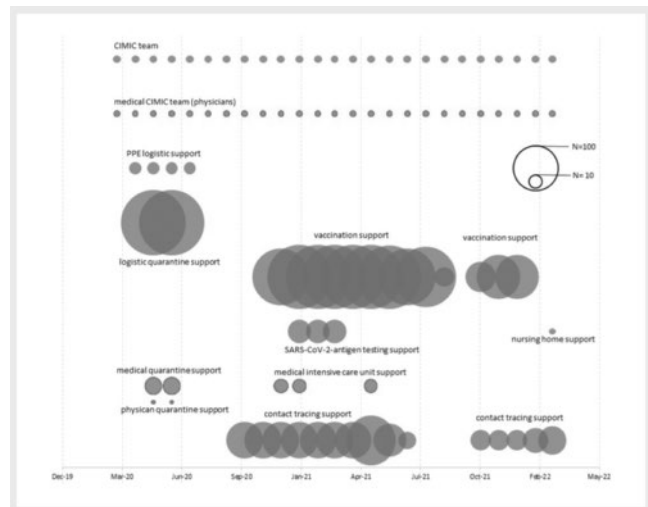 CIMIC team
medical CIMIC team (physicians)
PPE logistic support
N=100
N= 10
logistic quarantine support
vaccination support
vaccination support
SARS-CoV-2-antigen testing support
nursing home support
medical quarantine support
medical intensive care unit support
physican quarantine support
contact tracing support
contact tracing support
Dec-19 Mar-20 Jun-20 Sep-20 Jan-21 Apr-21 Jul-21 Oct-21 Feb-22 May-22